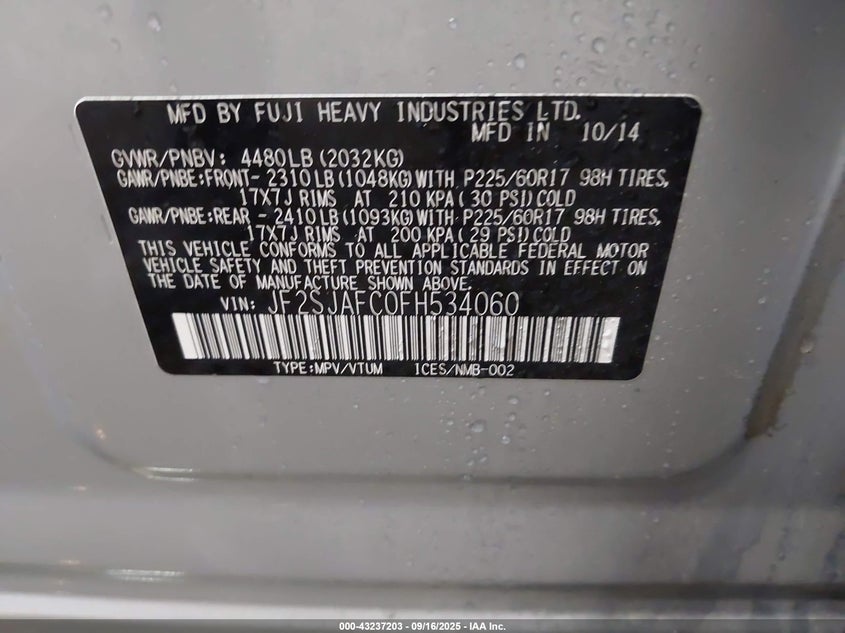 MFD BY FUJI HEAVY INDUSTRIES LTD.
MFD IN 10/14
GVWR/PNBV: 4480LB (2032KG)
GAWR/PNBE:FRONT- 2310LB (1048KG) WITH P225/60R17 98H TIRES,
17X7J RIMS AT 210 KPA ( 30 PSI) COLD
GAWR/PNBE:REAR - 2410LB (1093KG) WITH P225/60R17 98H TIRES,
17X7J RIMS AT 200 KPA ( 29 PSI) COLD
THIS VEHICLE CONFORMS TO ALL APPLICABLE FEDERAL MOTOR
VEHICLE SAFETY AND THEFT PREVENTION STANDARDS IN EFFECT ON
THE DATE OF MANUFACTURE SHOWN ABOVE.
VIN: JF2SJAFC0FH534060
TYPE:MPV/VTUM ICES/NMB-002
000-43237203 - 09/16/2025 - IAA Inc.